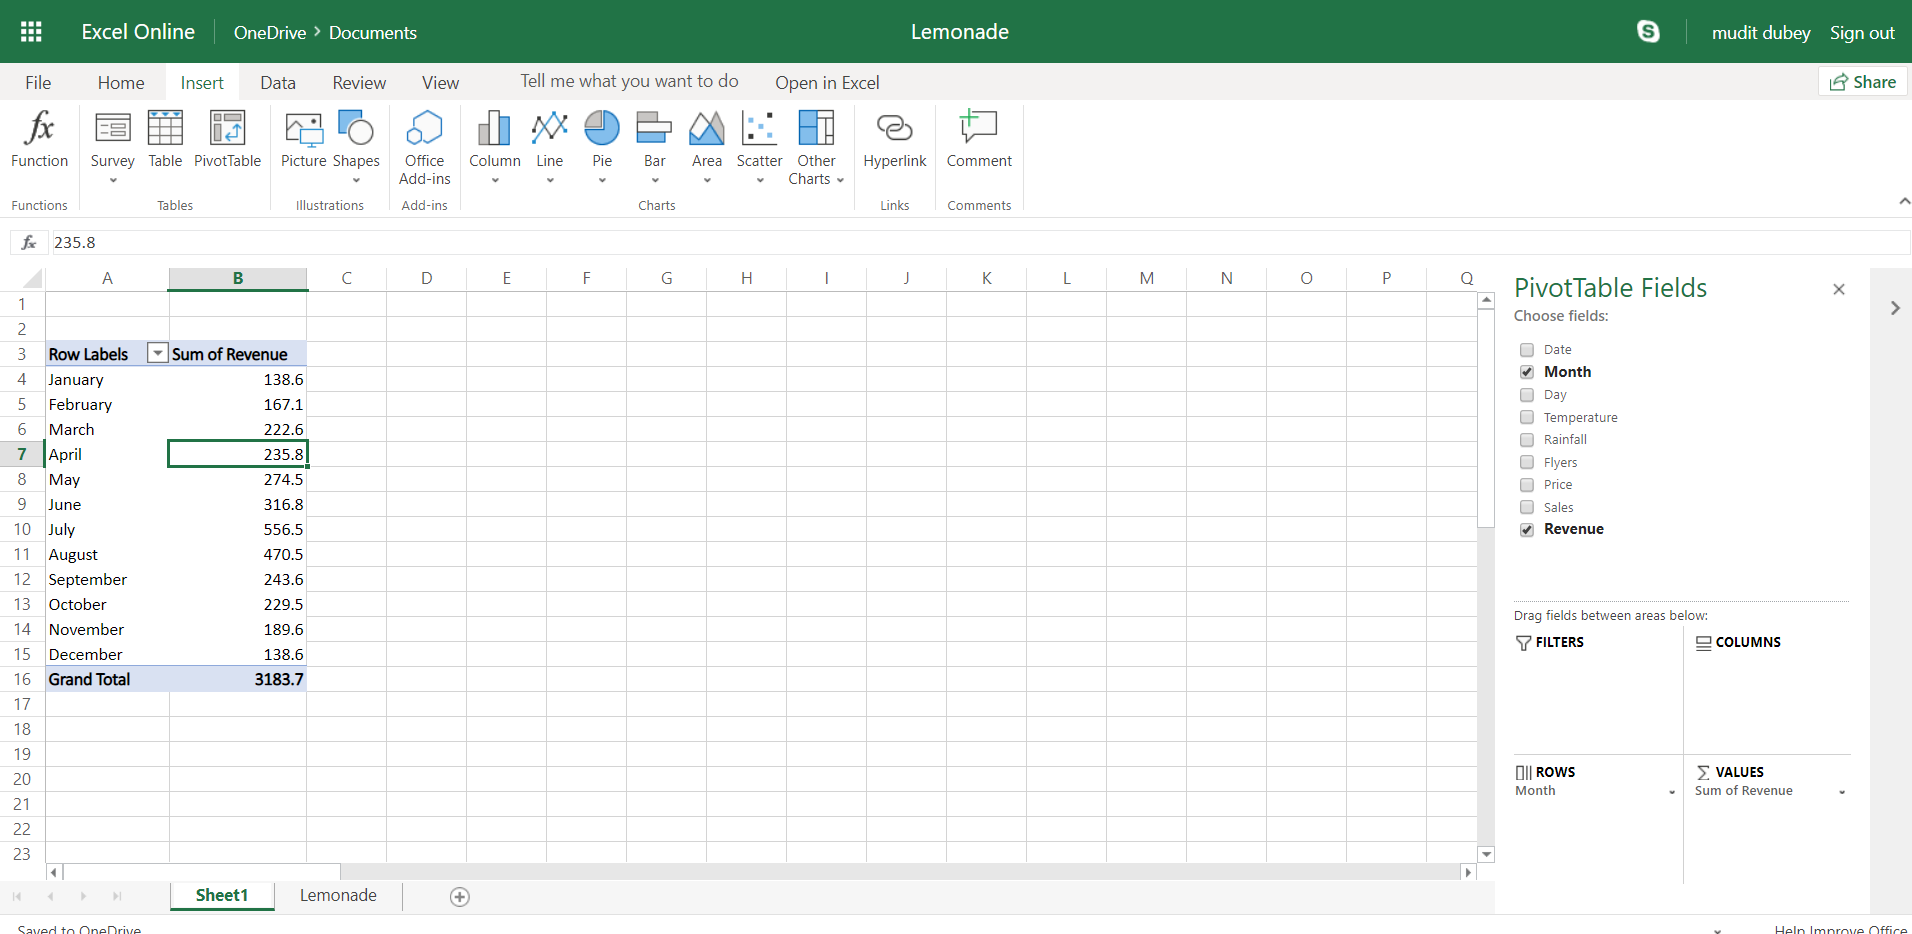 Excel Online OneDrive > Documents Lemonade mudit dubey Sign out
File Home Insert Data Review View Tell me what you want to do Open in Excel Share
Function Survey Table PivotTable Picture Shapes Office Add-ins Column Line Pie Bar Area Scatter Other Charts Hyperlink Comment
Functions Tables Illustrations Add-ins Charts Links Comments
fx 235.8
A B C D E F G H I J K L M N O P Q
1
2
3 Row Labels Sum of Revenue
4 January 138.6
5 February 167.1
6 March 222.6
7 April 235.8
8 May 274.5
9 June 316.8
10 July 556.5
11 August 470.5
12 September 243.6
13 October 229.5
14 November 189.6
15 December 138.6
16 Grand Total 3183.7
17
18
19
20
21
22
23
PivotTable Fields
Choose fields:
Date
Month
Day
Temperature
Rainfall
Flyers
Price
Sales
Revenue
Drag fields between areas below:
FILTERS COLUMNS
ROWS VALUES
Month Sum of Revenue
Sheet1 Lemonade
Saved to OneDrive Help Improve Office